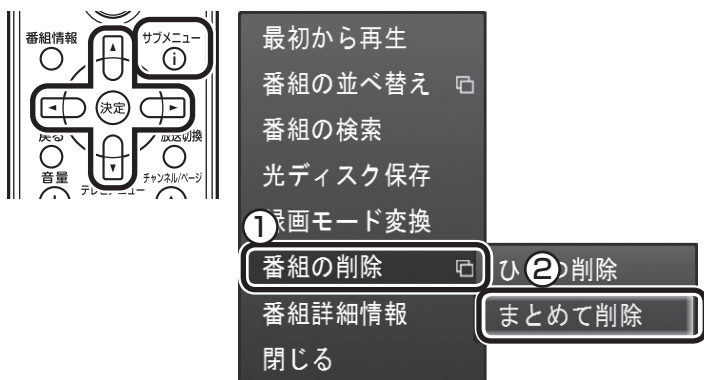 番組情報
サブメニュー
決定
戻る
放送切換
音量
チャンネル/ページ
最初から再生
番組の並べ替え
番組の検索
光ディスク保存
①
画モード変換
番組の削除
ひ ② 削除
番組詳細情報
まとめて削除
閉じる